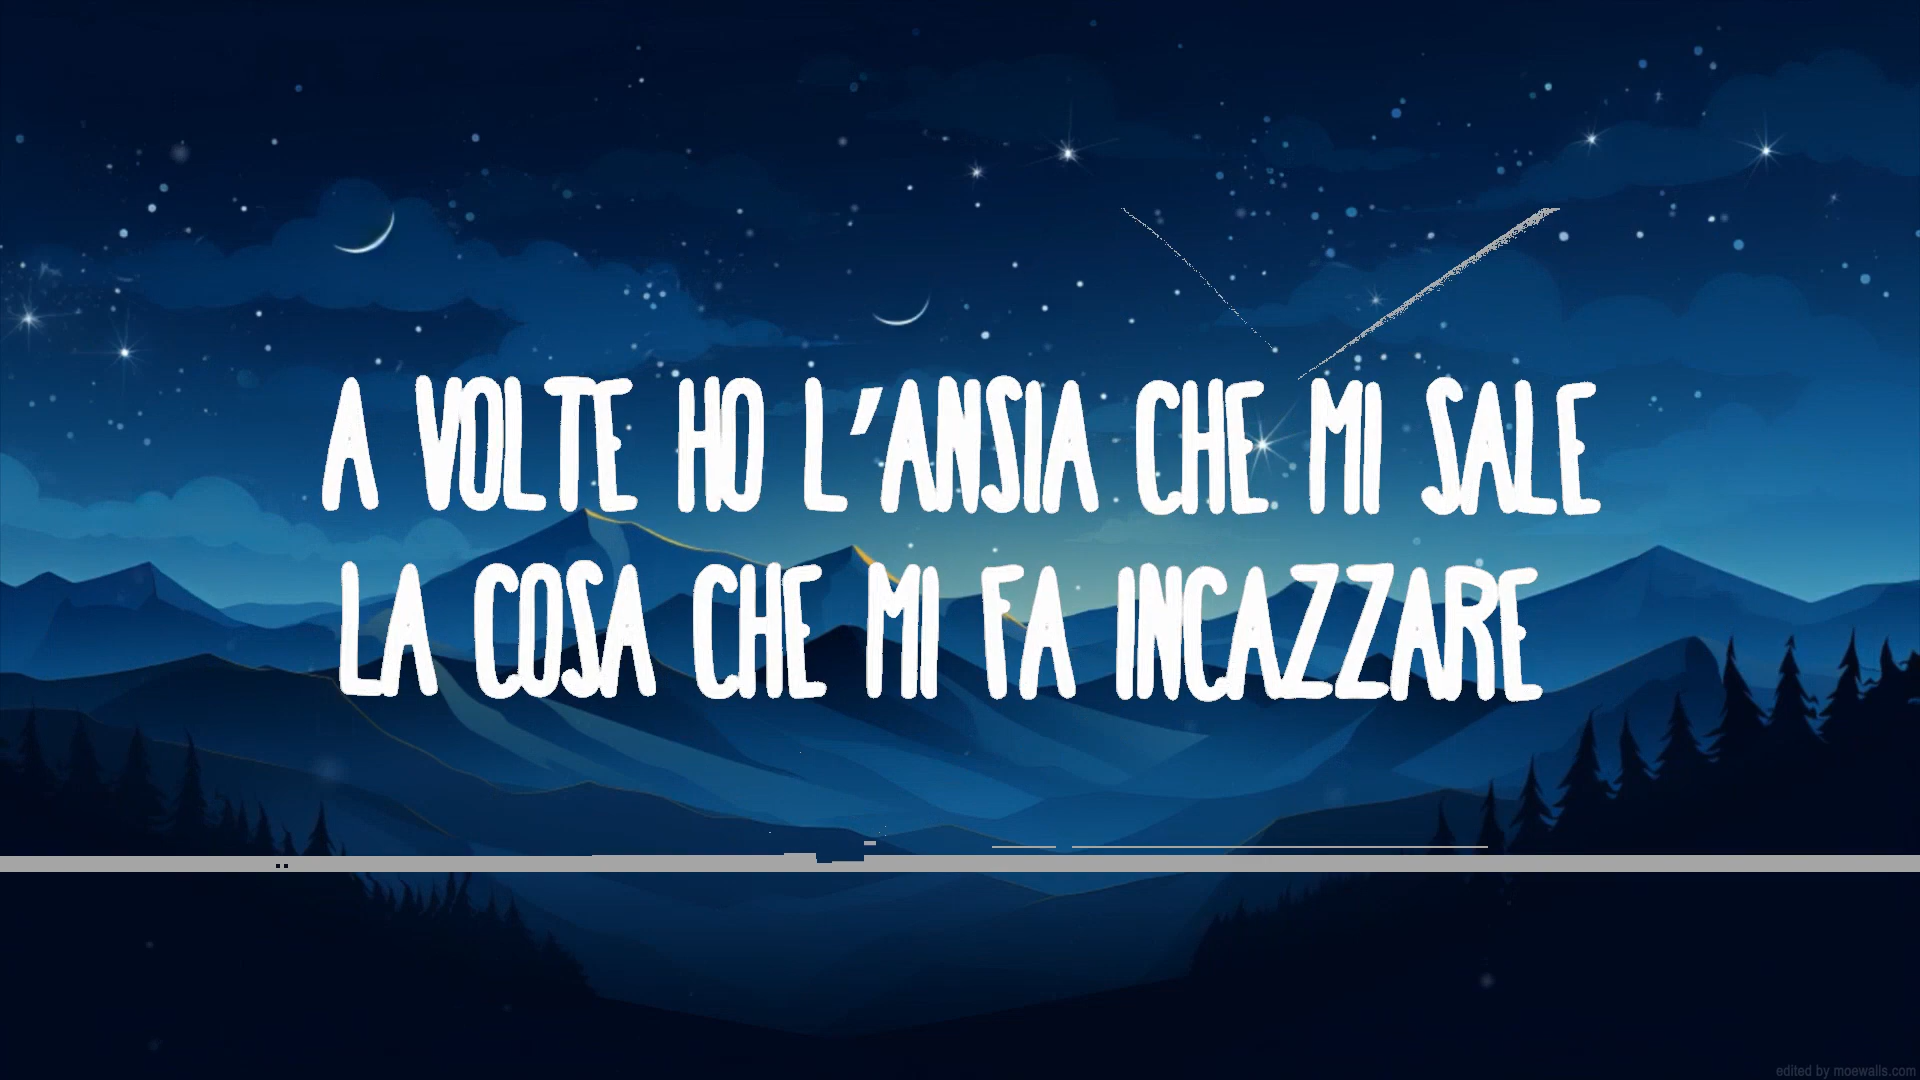 A VOLTE HO L'ANSIA CHE MI SALE
LA COSA CHE MI FA INCAZZARE
edited by moewalls.com